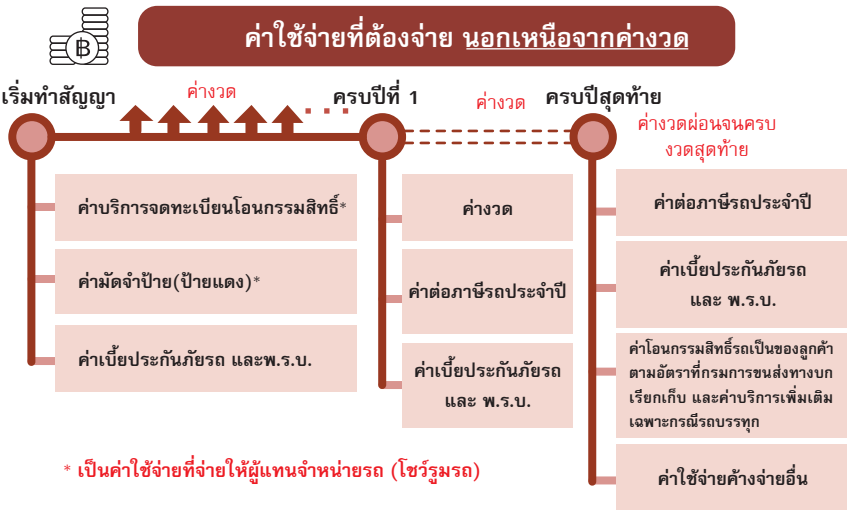 ค่าใช้จ่ายที่ต้องจ่าย นอกเหนือจากค่างวด
เริ่มทำสัญญา
ค่างวด
ครบปีที่ 1
ค่างวด
ครบปีสุดท้าย
ค่างวดผ่อนจนครบ
งวดสุดท้าย
ค่าบริการจดทะเบียนโอนกรรมสิทธิ์*
ค่ามัดจำป้าย(ป้ายแดง)*
ค่าเบี้ยประกันภัยรถ และพ.ร.บ.
ค่างวด
ค่าต่อภาษีรถประจำปี
ค่าเบี้ยประกันภัยรถ
และ พ.ร.บ.
ค่าต่อภาษีรถประจำปี
ค่าเบี้ยประกันภัยรถ
และ พ.ร.บ.
ค่าโอนกรรมสิทธิ์รถเป็นของลูกค้า
ตามอัตราที่กรมการขนส่งทางบก
เรียกเก็บ และค่าบริการเพิ่มเติม
เฉพาะกรณีรถบรรทุก
ค่าใช้จ่ายค้างจ่ายอื่น
* เป็นค่าใช้จ่ายที่จ่ายให้ผู้แทนจำหน่ายรถ (โชว์รูมรถ)